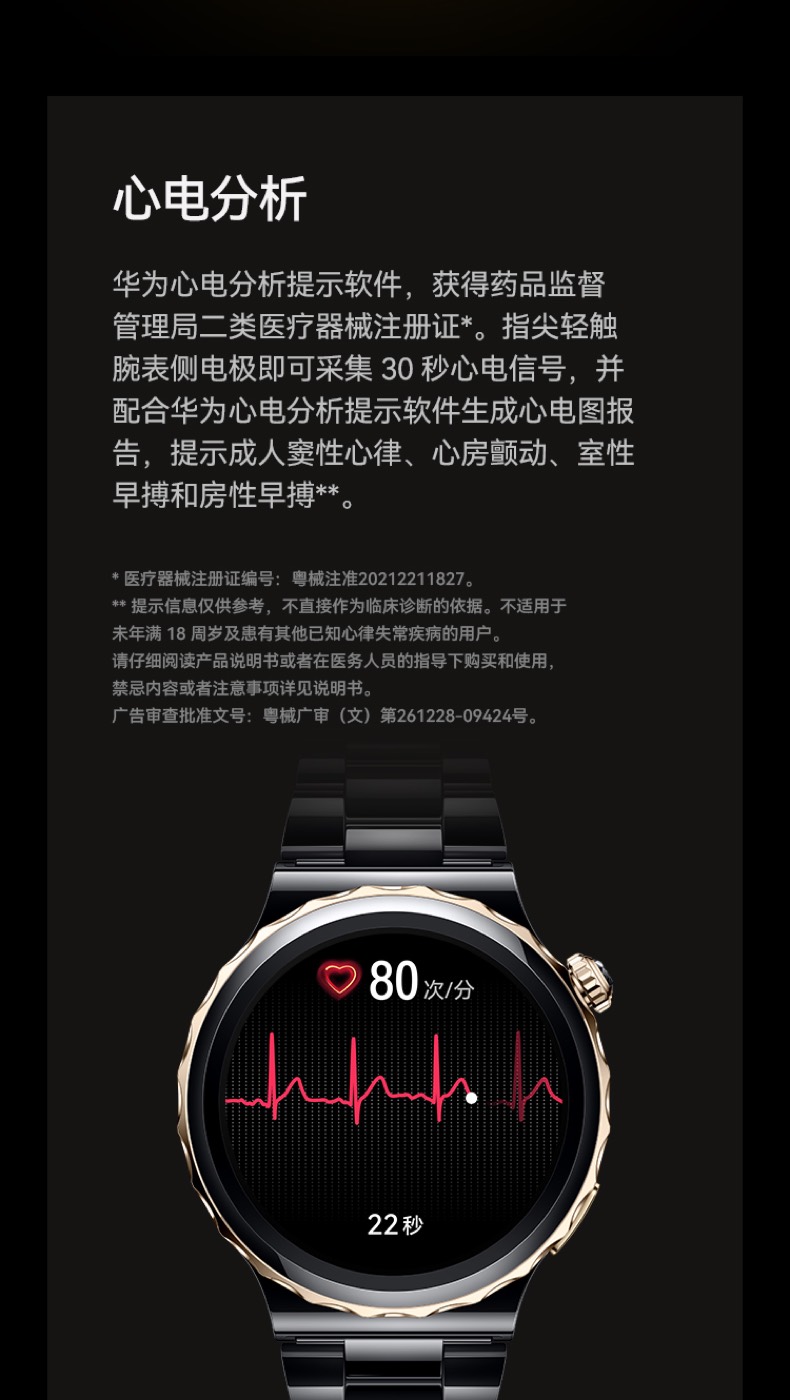 心电分析
华为心电分析提示软件，获得药品监督
管理局二类医疗器械注册证*。指尖轻触
腕表侧电极即可采集 30 秒心电信号，并
配合华为心电分析提示软件生成心电图报
告，提示成人窦性心律、心房颤动、室性
早搏和房性早搏**。
* 医疗器械注册证编号：粤械注准20212211827。
** 提示信息仅供参考，不直接作为临床诊断的依据。不适用于
未年满 18 周岁及患有其他已知心律失常疾病的用户。
请仔细阅读产品说明书或者在医务人员的指导下购买和使用，
禁忌内容或者注意事项详见说明书。
广告审查批准文号：粤械广审（文）第261228-09424号。
80次/分
22秒